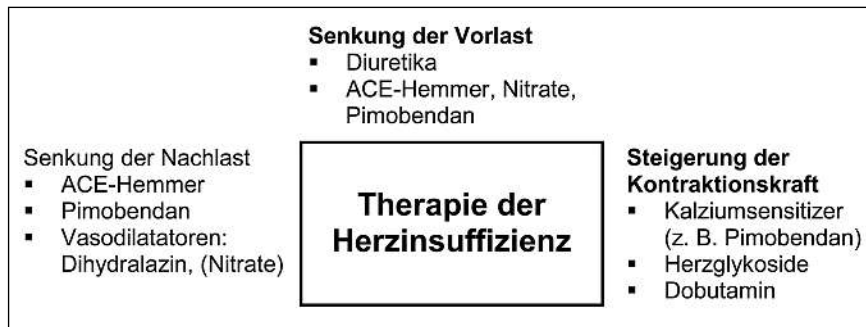 Senkung der Vorlast
▪ Diuretika
▪ ACE-Hemmer, Nitrate,
Pimobendan
Senkung der Nachlast
▪ ACE-Hemmer
▪ Pimobendan
▪ Vasodilatatoren:
Dihydralazin, (Nitrate)
Therapie der
Herzinsuffizienz
Steigerung der
Kontraktionskraft
▪ Kalziumsensitizer
(z. B. Pimobendan)
▪ Herzglykoside
▪ Dobutamin